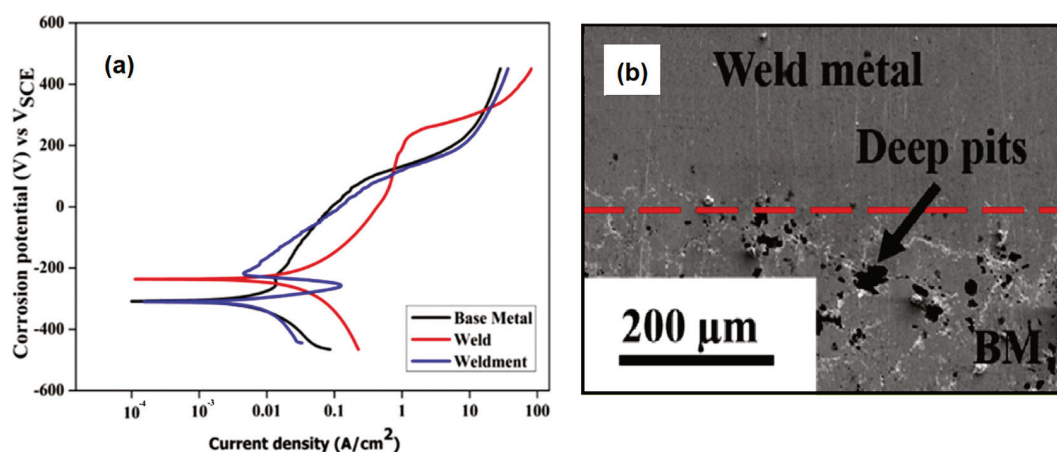 (a)
Corrosion potential (V) vs V_SCE
600
400
200
0
-200
-400
-600
Base Metal
Weld
Weldment
10⁻⁴
10⁻³
0.01
0.1
1
10
100
Current density (A/cm²)
(b)
Weld metal
Deep pits
200 µm
BM